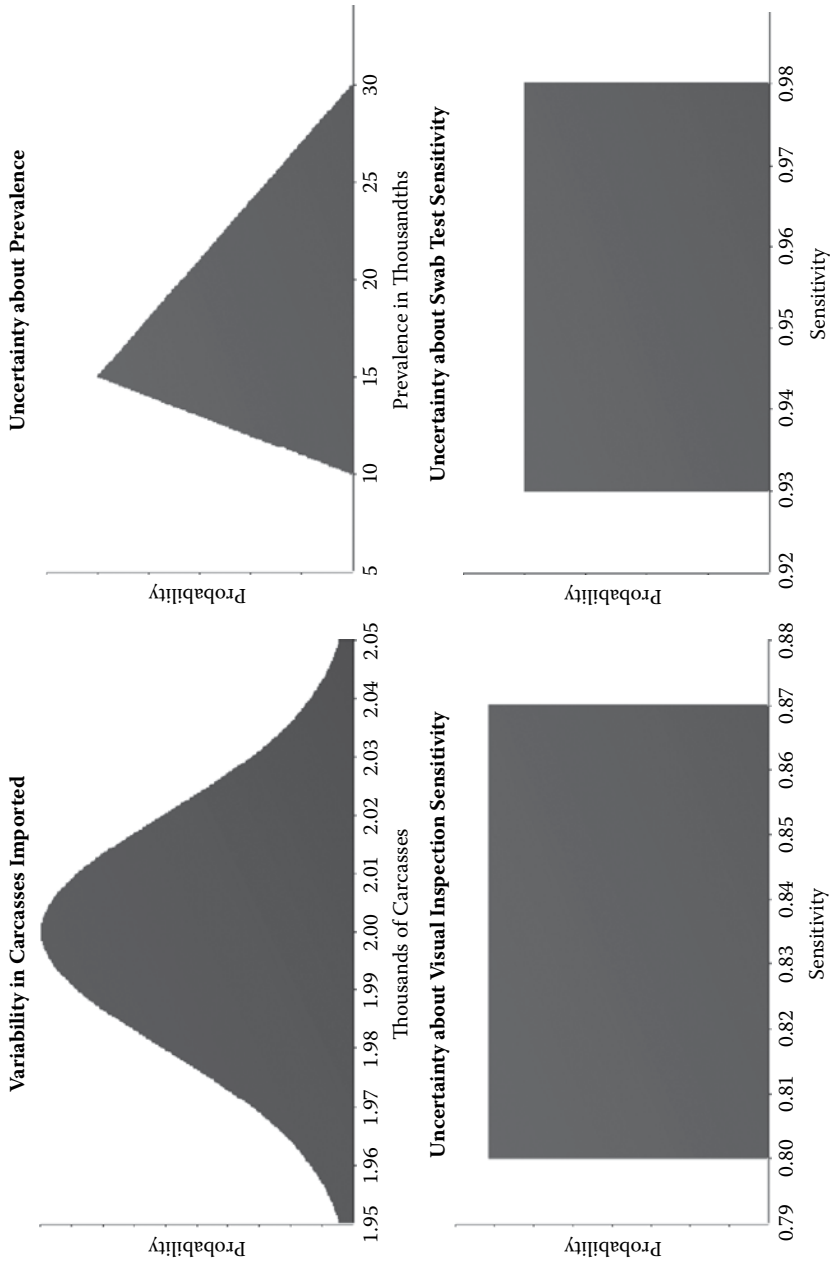 Variability in Carcasses Imported
Probability
1.95 1.96 1.97 1.98 1.99 2.00 2.01 2.02 2.03 2.04 2.05
Thousands of Carcasses
Uncertainty about Prevalence
Probability
5 10 15 20 25 30
Prevalence in Thousandths
Uncertainty about Visual Inspection Sensitivity
Probability
0.79 0.80 0.81 0.82 0.83 0.84 0.85 0.86 0.87 0.88
Sensitivity
Uncertainty about Swab Test Sensitivity
Probability
0.92 0.93 0.94 0.95 0.96 0.97 0.98
Sensitivity